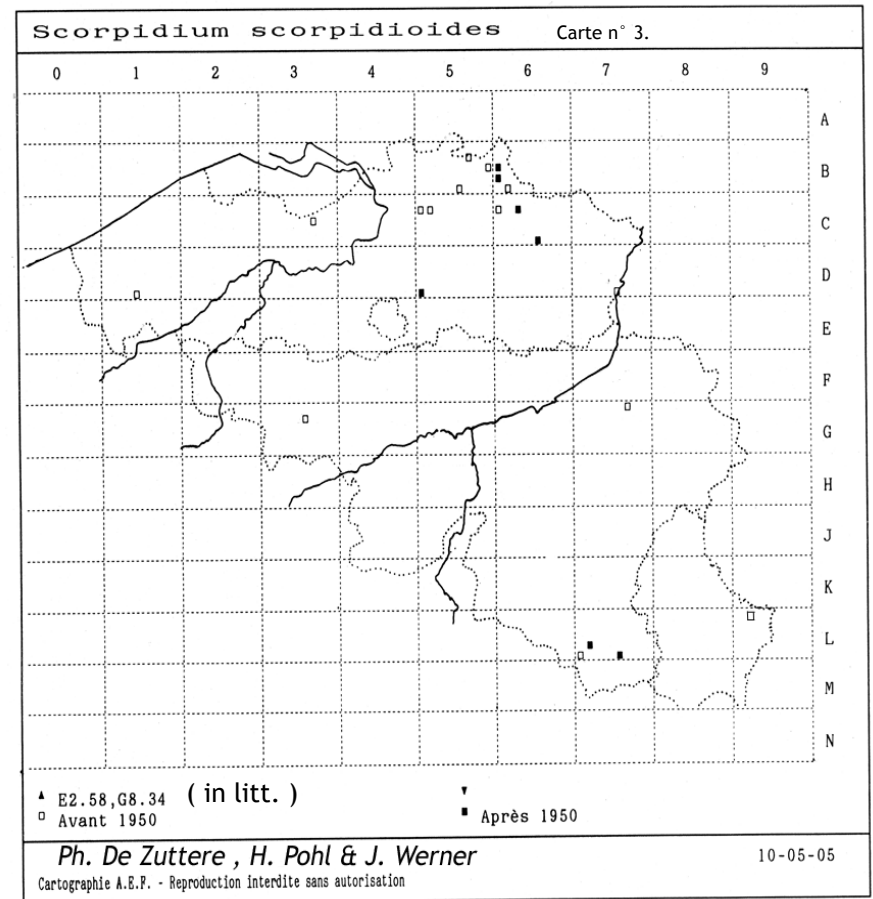 Scorpidium scorpidioides Carte n° 3.
0 1 2 3 4 5 6 7 8 9
A
B
C
D
E
F
G
H
J
K
L
M
N
E2.58,G8.34 ( in litt. )
Avant 1950 Après 1950
Ph. De Zuttere , H. Pohl & J. Werner 10-05-05
Cartographie A.E.F. - Reproduction interdite sans autorisation